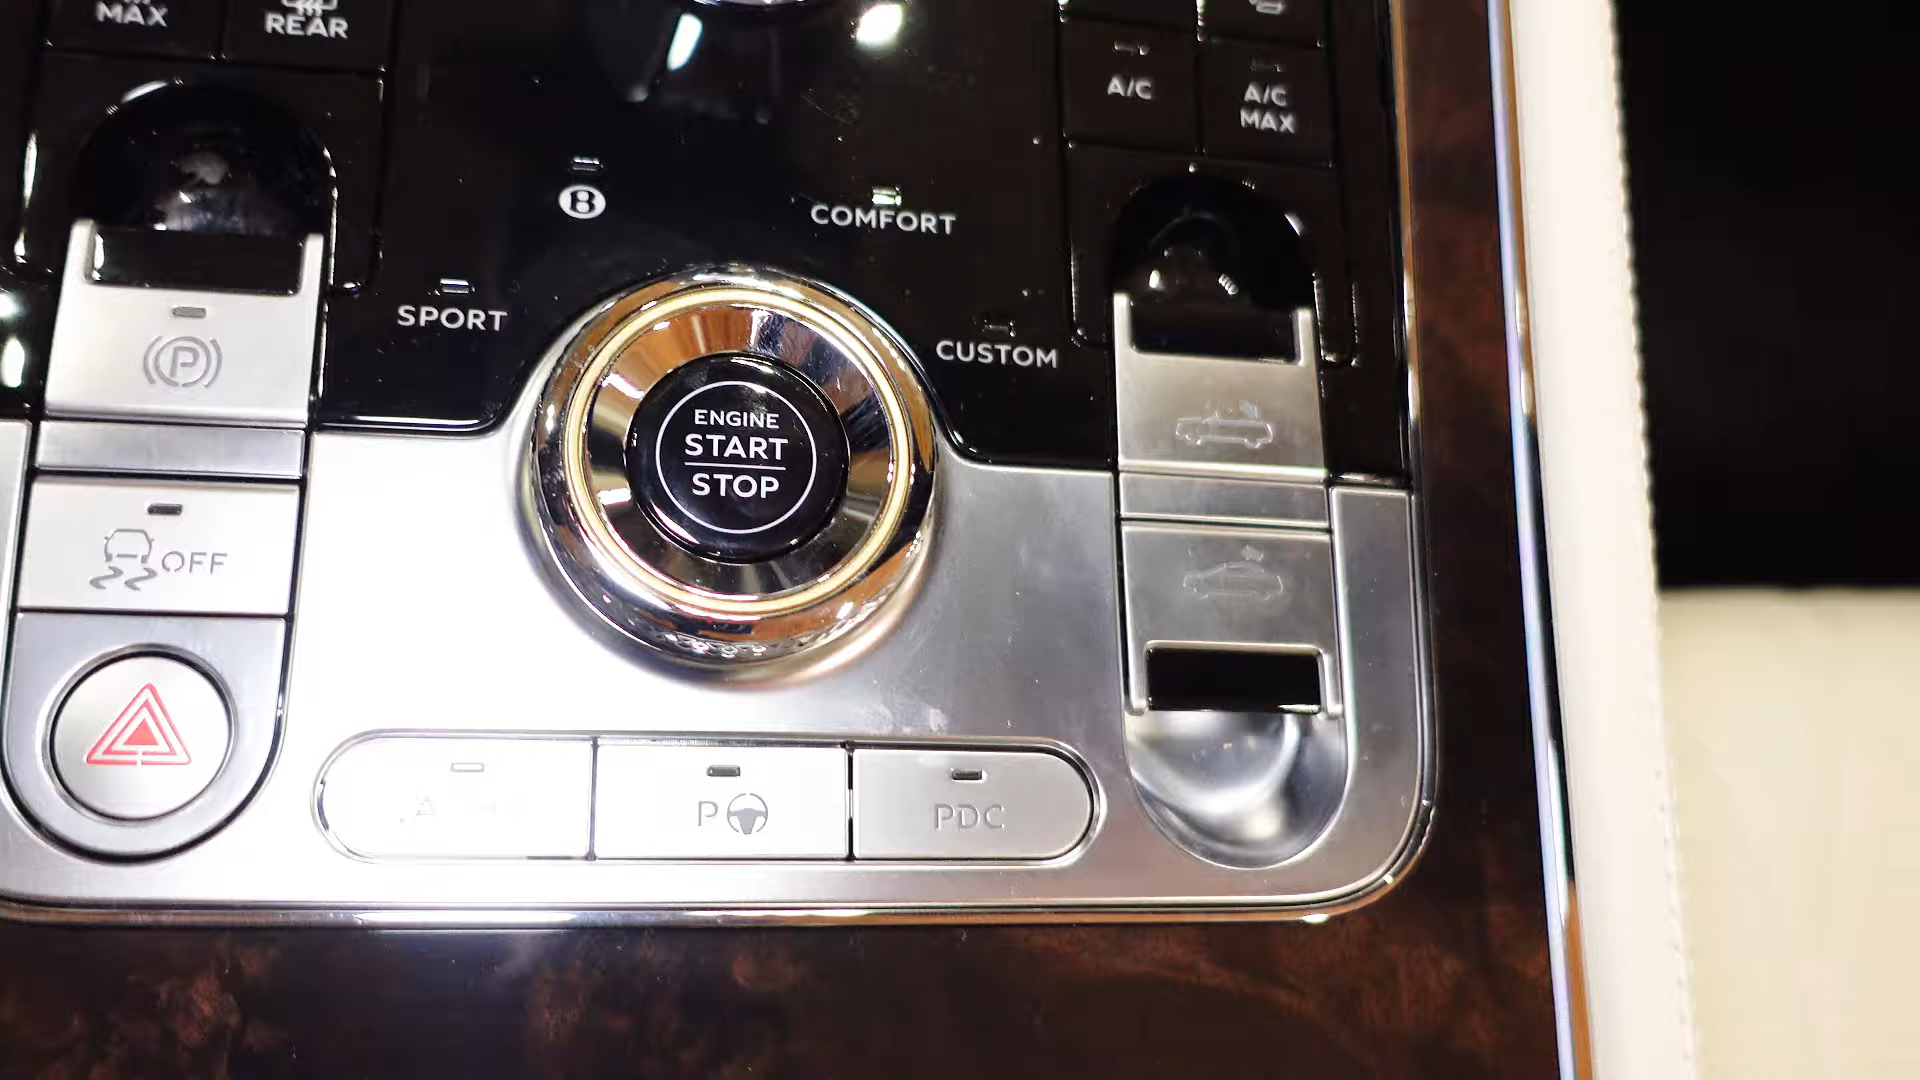 MAX
REAR
A/C
A/C
MAX
B
COMFORT
SPORT
CUSTOM
P
ENGINE
START
STOP
OFF
P
PDC